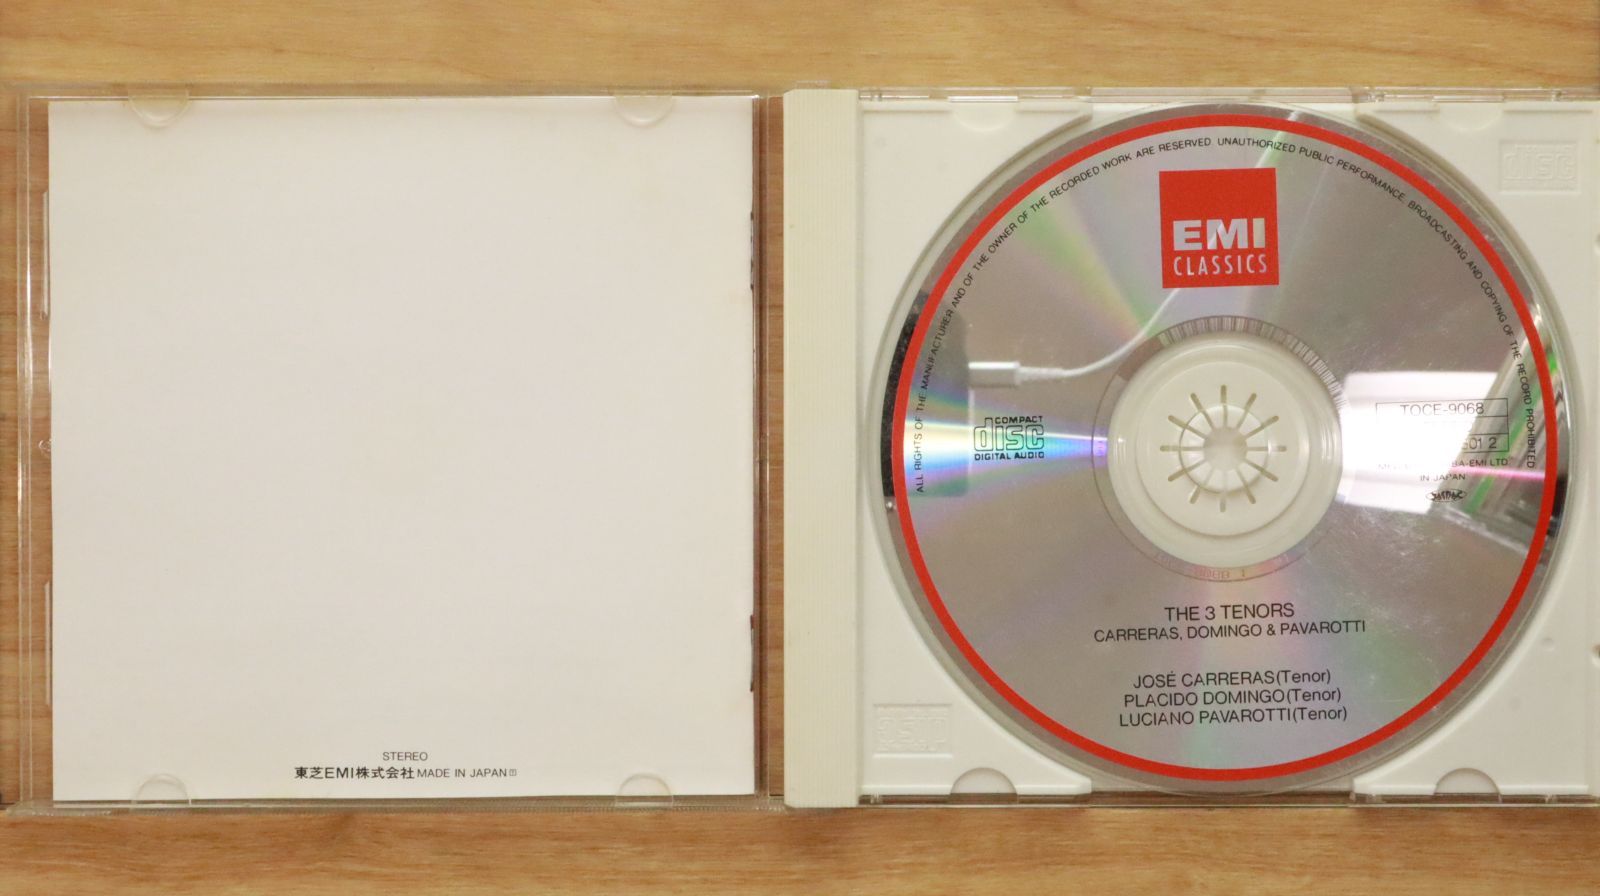 STEREO
東芝EMI株式会社 MADE IN JAPAN
ALL RIGHTS OF THE MANUFACTURER AND OF THE OWNER OF THE RECORDED WORK ARE RESERVED. UNAUTHORIZED PUBLIC PERFORMANCE, BROADCASTING AND COPYING OF THE RECORD PROHIBITED
EMI
CLASSICS
COMPACT
disc
DIGITAL AUDIO
TOCE-9068
IN JAPAN
THE 3 TENORS
CARRERAS, DOMINGO & PAVAROTTI
JOSÉ CARRERAS(Tenor)
PLACIDO DOMINGO(Tenor)
LUCIANO PAVAROTTI(Tenor)